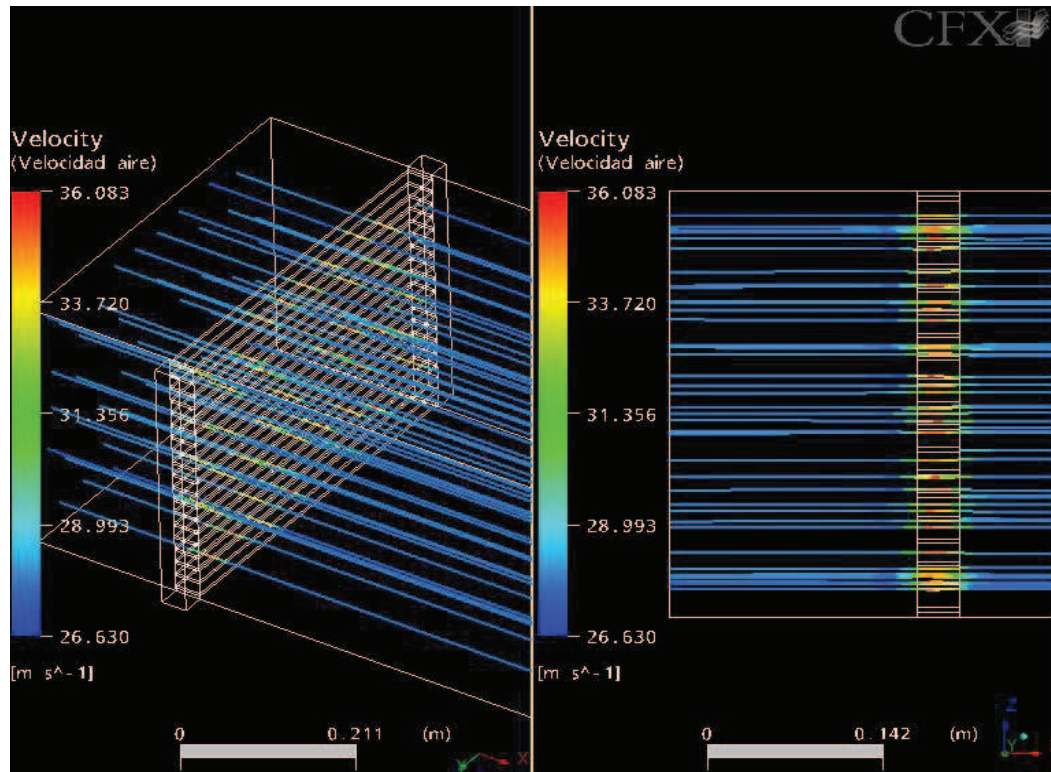 CFX
Velocity
(Velocidad aire)
36.083
33.720
31.356
28.993
26.630
[m s^-1]
0 0.211 (m)
Y X
Velocity
(Velocidad aire)
36.083
33.720
31.356
28.993
26.630
[m s^-1]
0 0.142 (m)
Z
Y
X